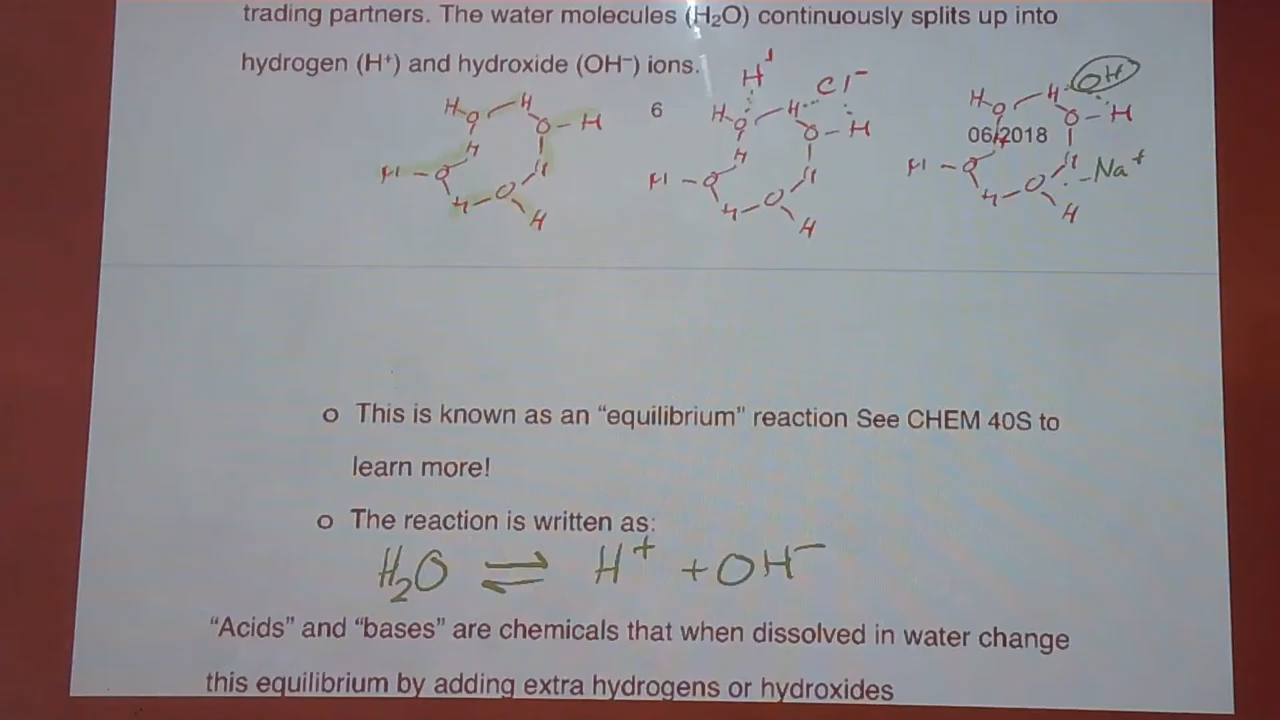 trading partners. The water molecules (H₂O) continuously splits up into
hydrogen (H⁺) and hydroxide (OH⁻) ions.
H O H O H H O H O H H
6
H⁺ Cl⁻ H O H O H H O H O H H
06/2018
OH H O H O H H O H O H H Na⁺
o This is known as an “equilibrium” reaction See CHEM 40S to
learn more!
o The reaction is written as:
H₂O ⇌ H⁺ + OH⁻
“Acids” and “bases” are chemicals that when dissolved in water change
this equilibrium by adding extra hydrogens or hydroxides